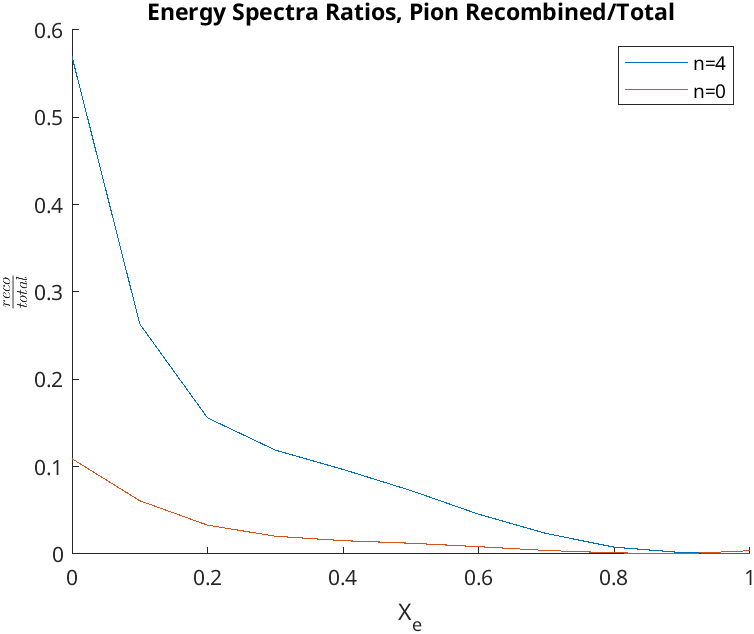 Energy Spectra Ratios, Pion Recombined/Total
n=4
n=0
0.6
0.5
0.4
0.3
0.2
0.1
0
reco
total
0 0.2 0.4 0.6 0.8 1
X_e